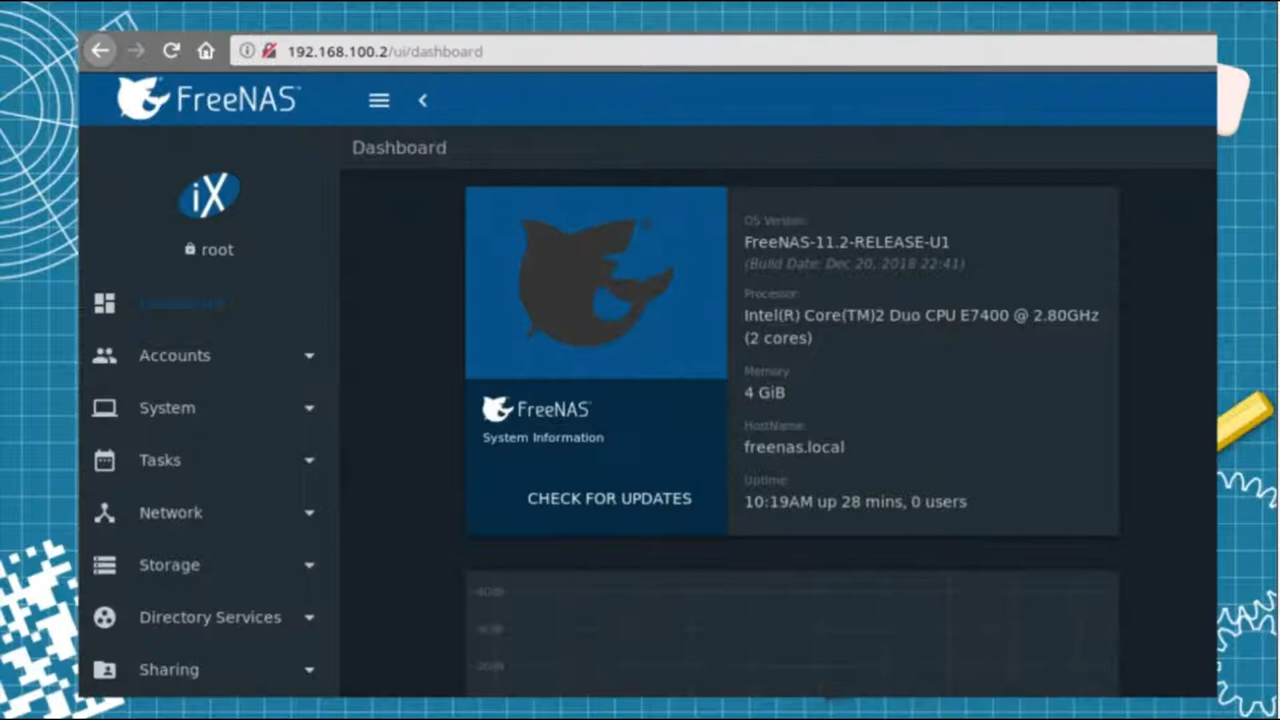 192.168.100.2/ui/dashboard
FreeNAS
Dashboard
iX
root
Dashboard
Accounts
System
Tasks
Network
Storage
Directory Services
Sharing
FreeNAS
System Information
CHECK FOR UPDATES
OS Version:
FreeNAS-11.2-RELEASE-U1
(Build Date: Dec 20, 2018 22:41)
Processor:
Intel(R) Core(TM)2 Duo CPU E7400 @ 2.80GHz
(2 cores)
Memory:
4 GiB
HostName:
freenas.local
Uptime:
10:19AM up 28 mins, 0 users